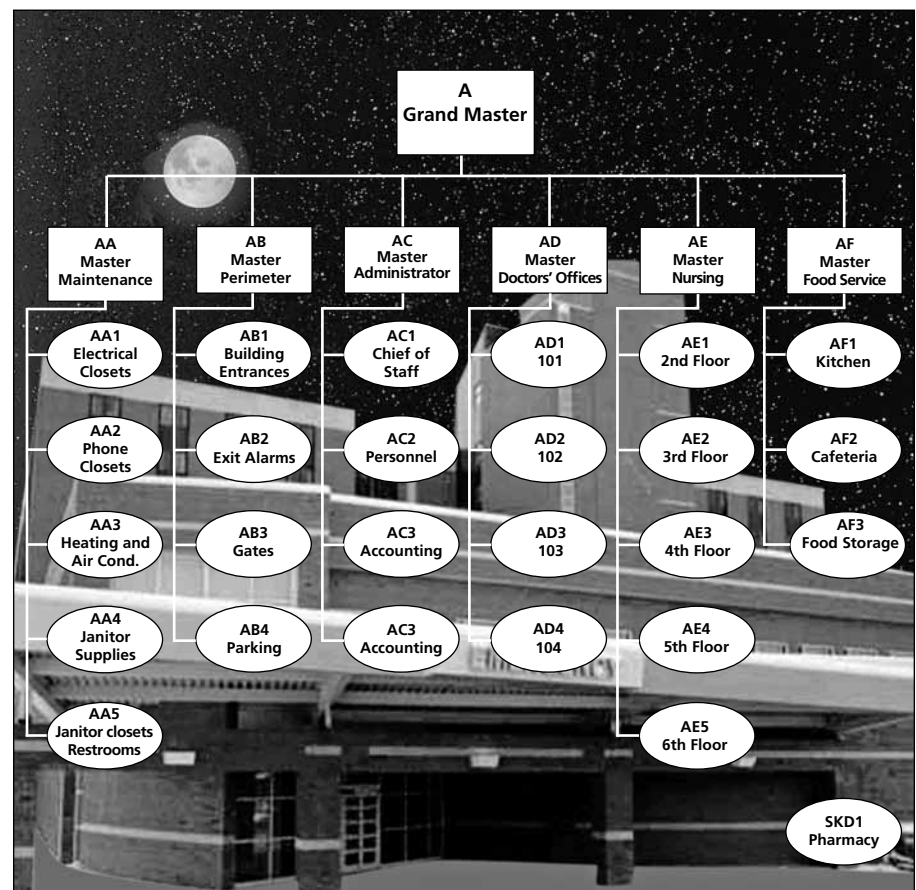 A
Grand Master
AA
Master
Maintenance
AB
Master
Perimeter
AC
Master
Administrator
AD
Master
Doctors’ Offices
AE
Master
Nursing
AF
Master
Food Service
AA1
Electrical
Closets
AB1
Building
Entrances
AC1
Chief of
Staff
AD1
101
AE1
2nd Floor
AF1
Kitchen
AA2
Phone
Closets
AB2
Exit Alarms
AC2
Personnel
AD2
102
AE2
3rd Floor
AF2
Cafeteria
AA3
Heating and
Air Cond.
AB3
Gates
AC3
Accounting
AD3
103
AE3
4th Floor
AF3
Food Storage
AA4
Janitor
Supplies
AB4
Parking
AC3
Accounting
AD4
104
AE4
5th Floor
AA5
Janitor closets
Restrooms
AE5
6th Floor
SKD1
Pharmacy